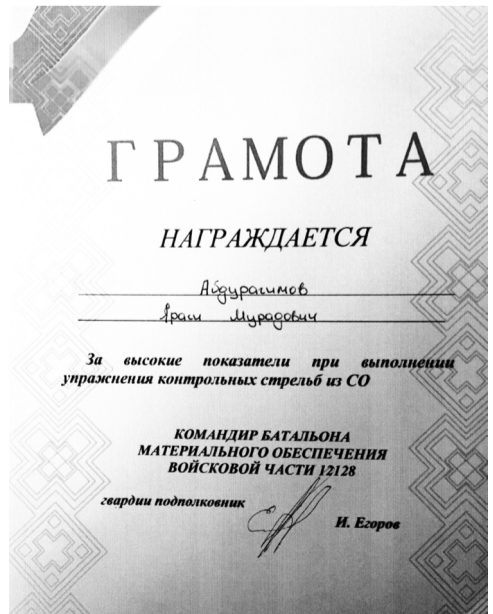 ГРАМОТА
НАГРАЖДАЕТСЯ
Абдурагимов
Мурадович
За высокие показатели при выполнении
упражнения контрольных стрельб из СО
КОМАНДИР БАТАЛЬОНА
МАТЕРИАЛЬНОГО ОБЕСПЕЧЕНИЯ
ВОЙСКОВОЙ ЧАСТИ 12128
гвардии подполковник
И. Егоров